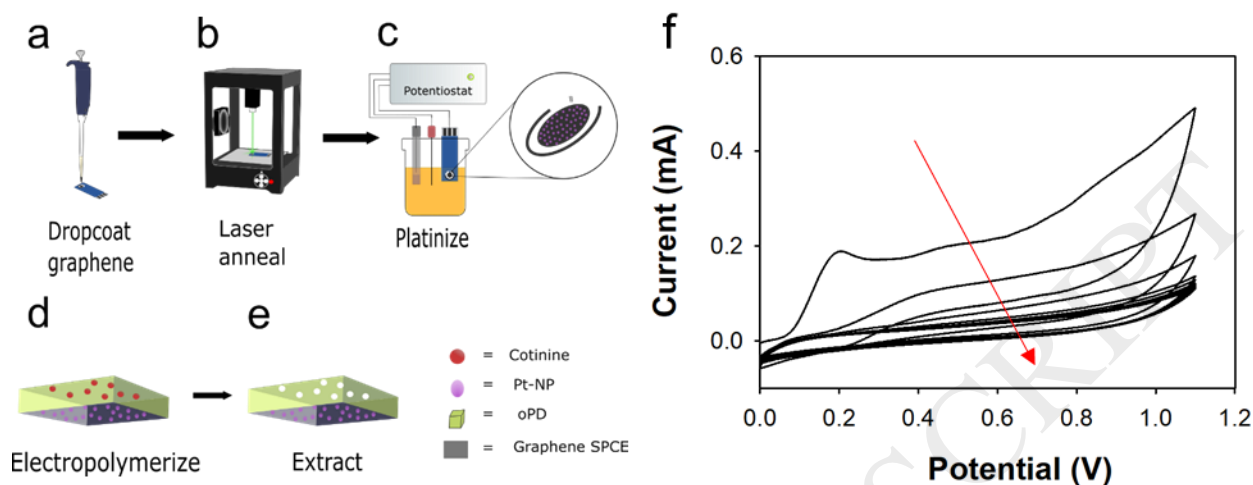 a
b
c
Potentiostat
Dropcoat
graphene
Laser
anneal
Platinize
d
e
Electropolymerize
Extract
= Cotinine
= Pt-NP
= oPD
= Graphene SPCE
f
Current (mA)
0.6
0.4
0.2
0.0
0.0 0.2 0.4 0.6 0.8 1.0 1.2
Potential (V)
SCRIPT